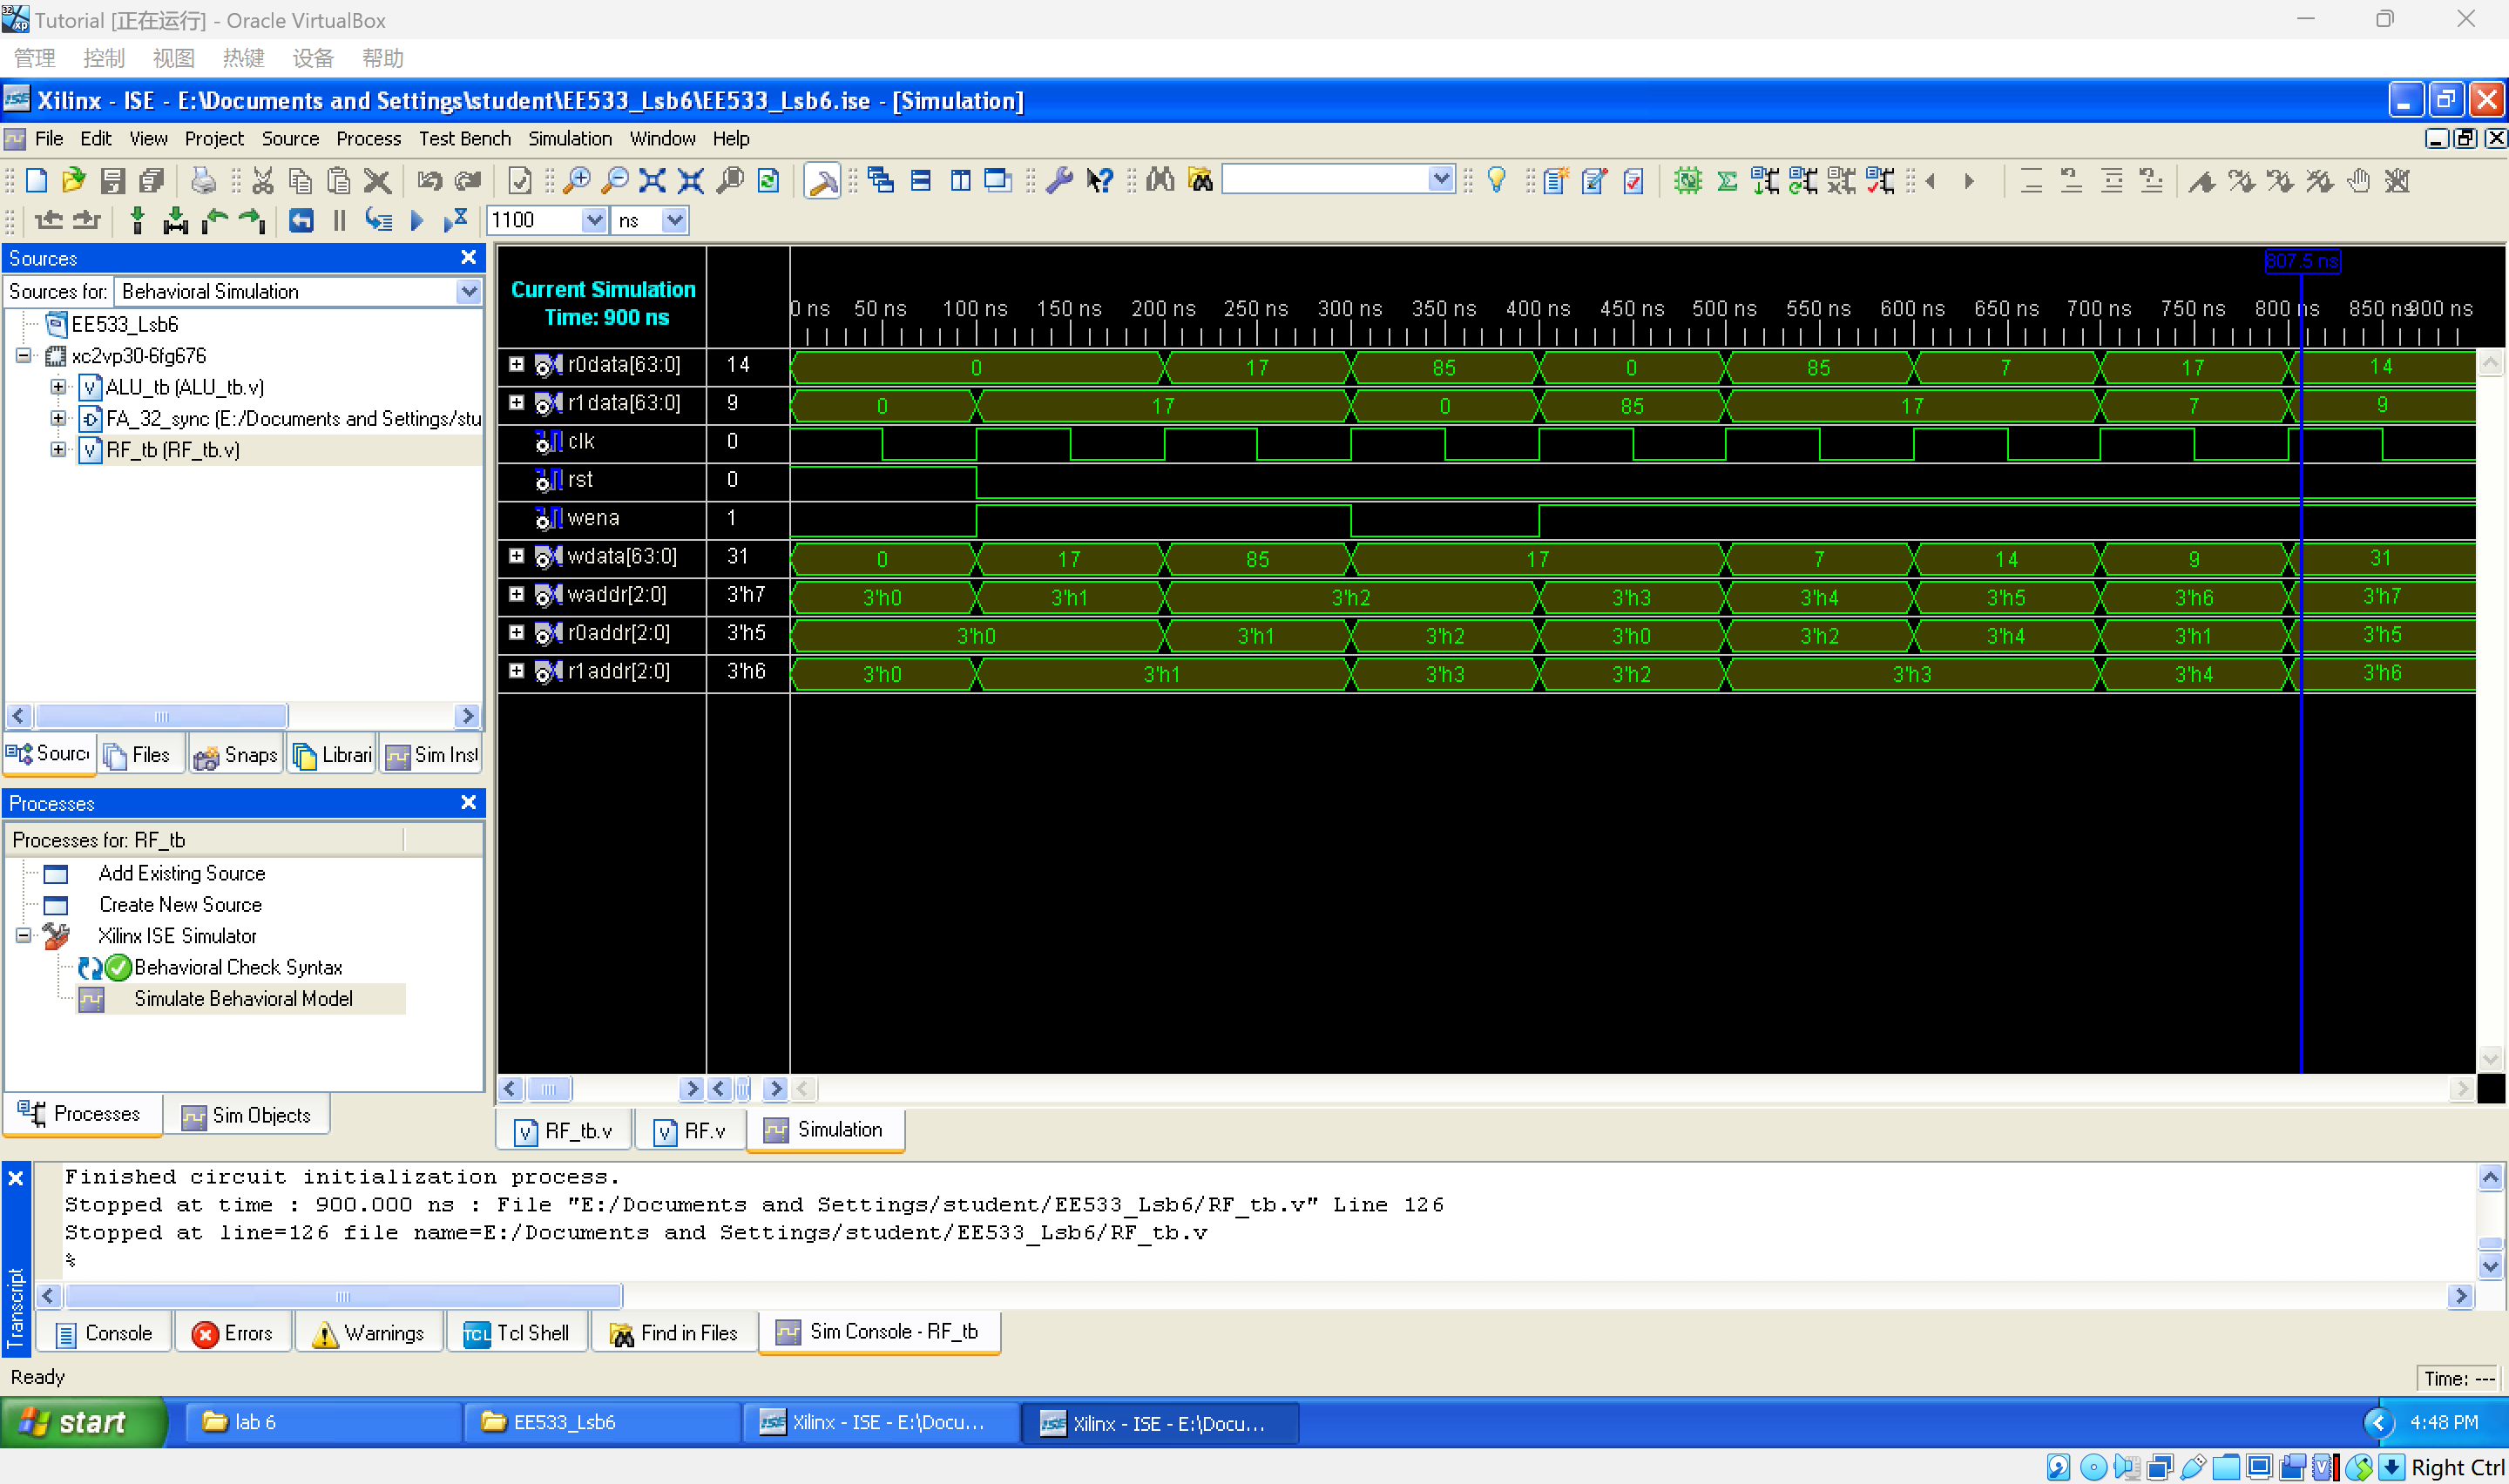 Tutorial [正在运行] - Oracle VirtualBox
管理 控制 视图 热键 设备 帮助
Xilinx - ISE - E:\Documents and Settings\student\EE533_Lsb6\EE533_Lsb6.ise - [Simulation]
File Edit View Project Source Process Test Bench Simulation Window Help
1100 ns
Sources
Sources for: Behavioral Simulation
EE533_Lsb6
xc2vp30-6fg676
ALU_tb (ALU_tb.v)
FA_32_sync (E:/Documents and Settings/stu
RF_tb (RF_tb.v)
Sourc Files Snaps Librari Sim Inst
Processes
Processes for: RF_tb
Add Existing Source
Create New Source
Xilinx ISE Simulator
Behavioral Check Syntax
Simulate Behavioral Model
Processes Sim Objects
807.5 ns
Current Simulation
Time: 900 ns
0 ns 50 ns 100 ns 150 ns 200 ns 250 ns 300 ns 350 ns 400 ns 450 ns 500 ns 550 ns 600 ns 650 ns 700 ns 750 ns 800 ns 850 ns 900 ns
r0data[63:0] 14 0 17 85 0 85 7 17 14
r1data[63:0] 9 0 17 0 85 17 7 9
clk 0
rst 0
wena 1
wdata[63:0] 31 0 17 85 17 7 14 9 31
waddr[2:0] 3'h7 3'h0 3'h1 3'h2 3'h3 3'h4 3'h5 3'h6 3'h7
r0addr[2:0] 3'h5 3'h0 3'h1 3'h2 3'h0 3'h2 3'h4 3'h1 3'h5
r1addr[2:0] 3'h6 3'h0 3'h1 3'h3 3'h2 3'h3 3'h4 3'h6
RF_tb.v RF.v Simulation
Finished circuit initialization process.
Stopped at time : 900.000 ns : File "E:/Documents and Settings/student/EE533_Lsb6/RF_tb.v" Line 126
Stopped at line=126 file name=E:/Documents and Settings/student/EE533_Lsb6/RF_tb.v
%
Transcript
Console Errors Warnings Tcl Shell Find in Files Sim Console - RF_tb
Ready
Time: ---
start lab 6 EE533_Lsb6 Xilinx - ISE - E:\Docu... Xilinx - ISE - E:\Docu... 4:48 PM
Right Ctrl